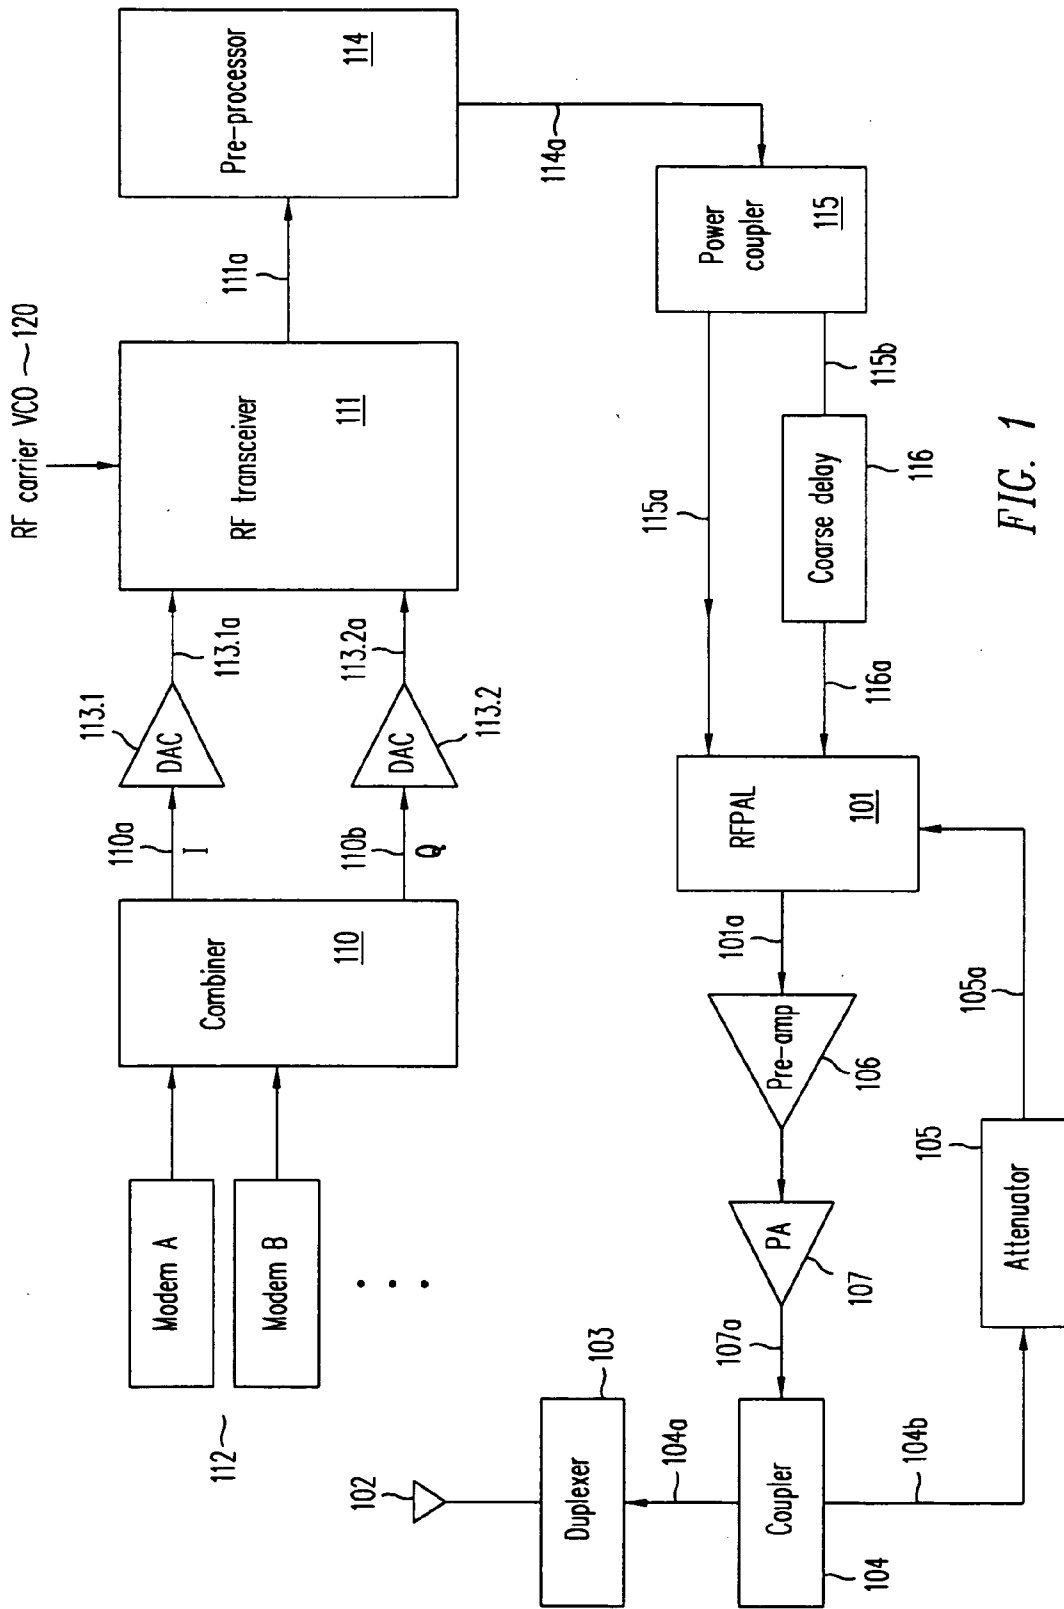 RF carrier VCO ~ 120
Modem A
Modem B
112
Combiner
110
110a
I
110b
Q
113.1
DAC
113.1a
DAC
113.2
113.2a
RF transceiver
111
111a
Pre-processor
114
114a
102
Duplexer
103
104a
Coupler
104
104b
107a
PA
107
Pre-amp
106
101a
RFPAL
101
115a
116a
Coarse delay
116
115b
Power
coupler
115
Attenuator
105
105a
FIG. 1